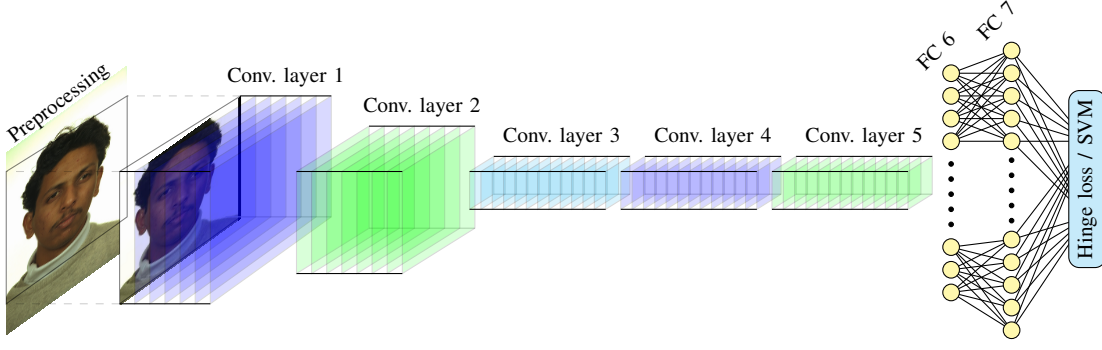 Preprocessing
Conv. layer 1
Conv. layer 2
Conv. layer 3
Conv. layer 4
Conv. layer 5
FC 6
FC 7
Hinge loss / SVM